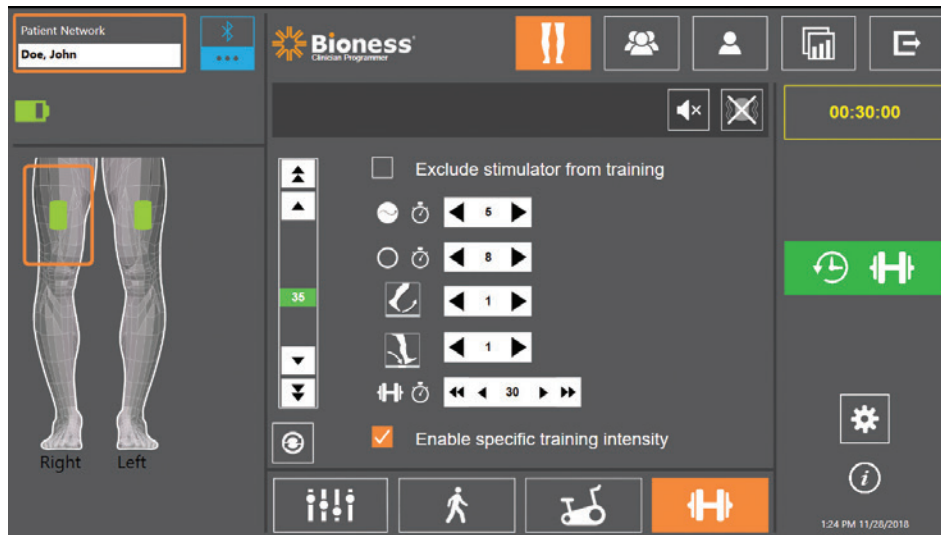 Patient Network
Doe, John
Bioness
Clinician Programmer
00:30:00
Exclude stimulator from training
5
8
35
1
1
30
Enable specific training intensity
Right
Left
1:24 PM 11/28/2018